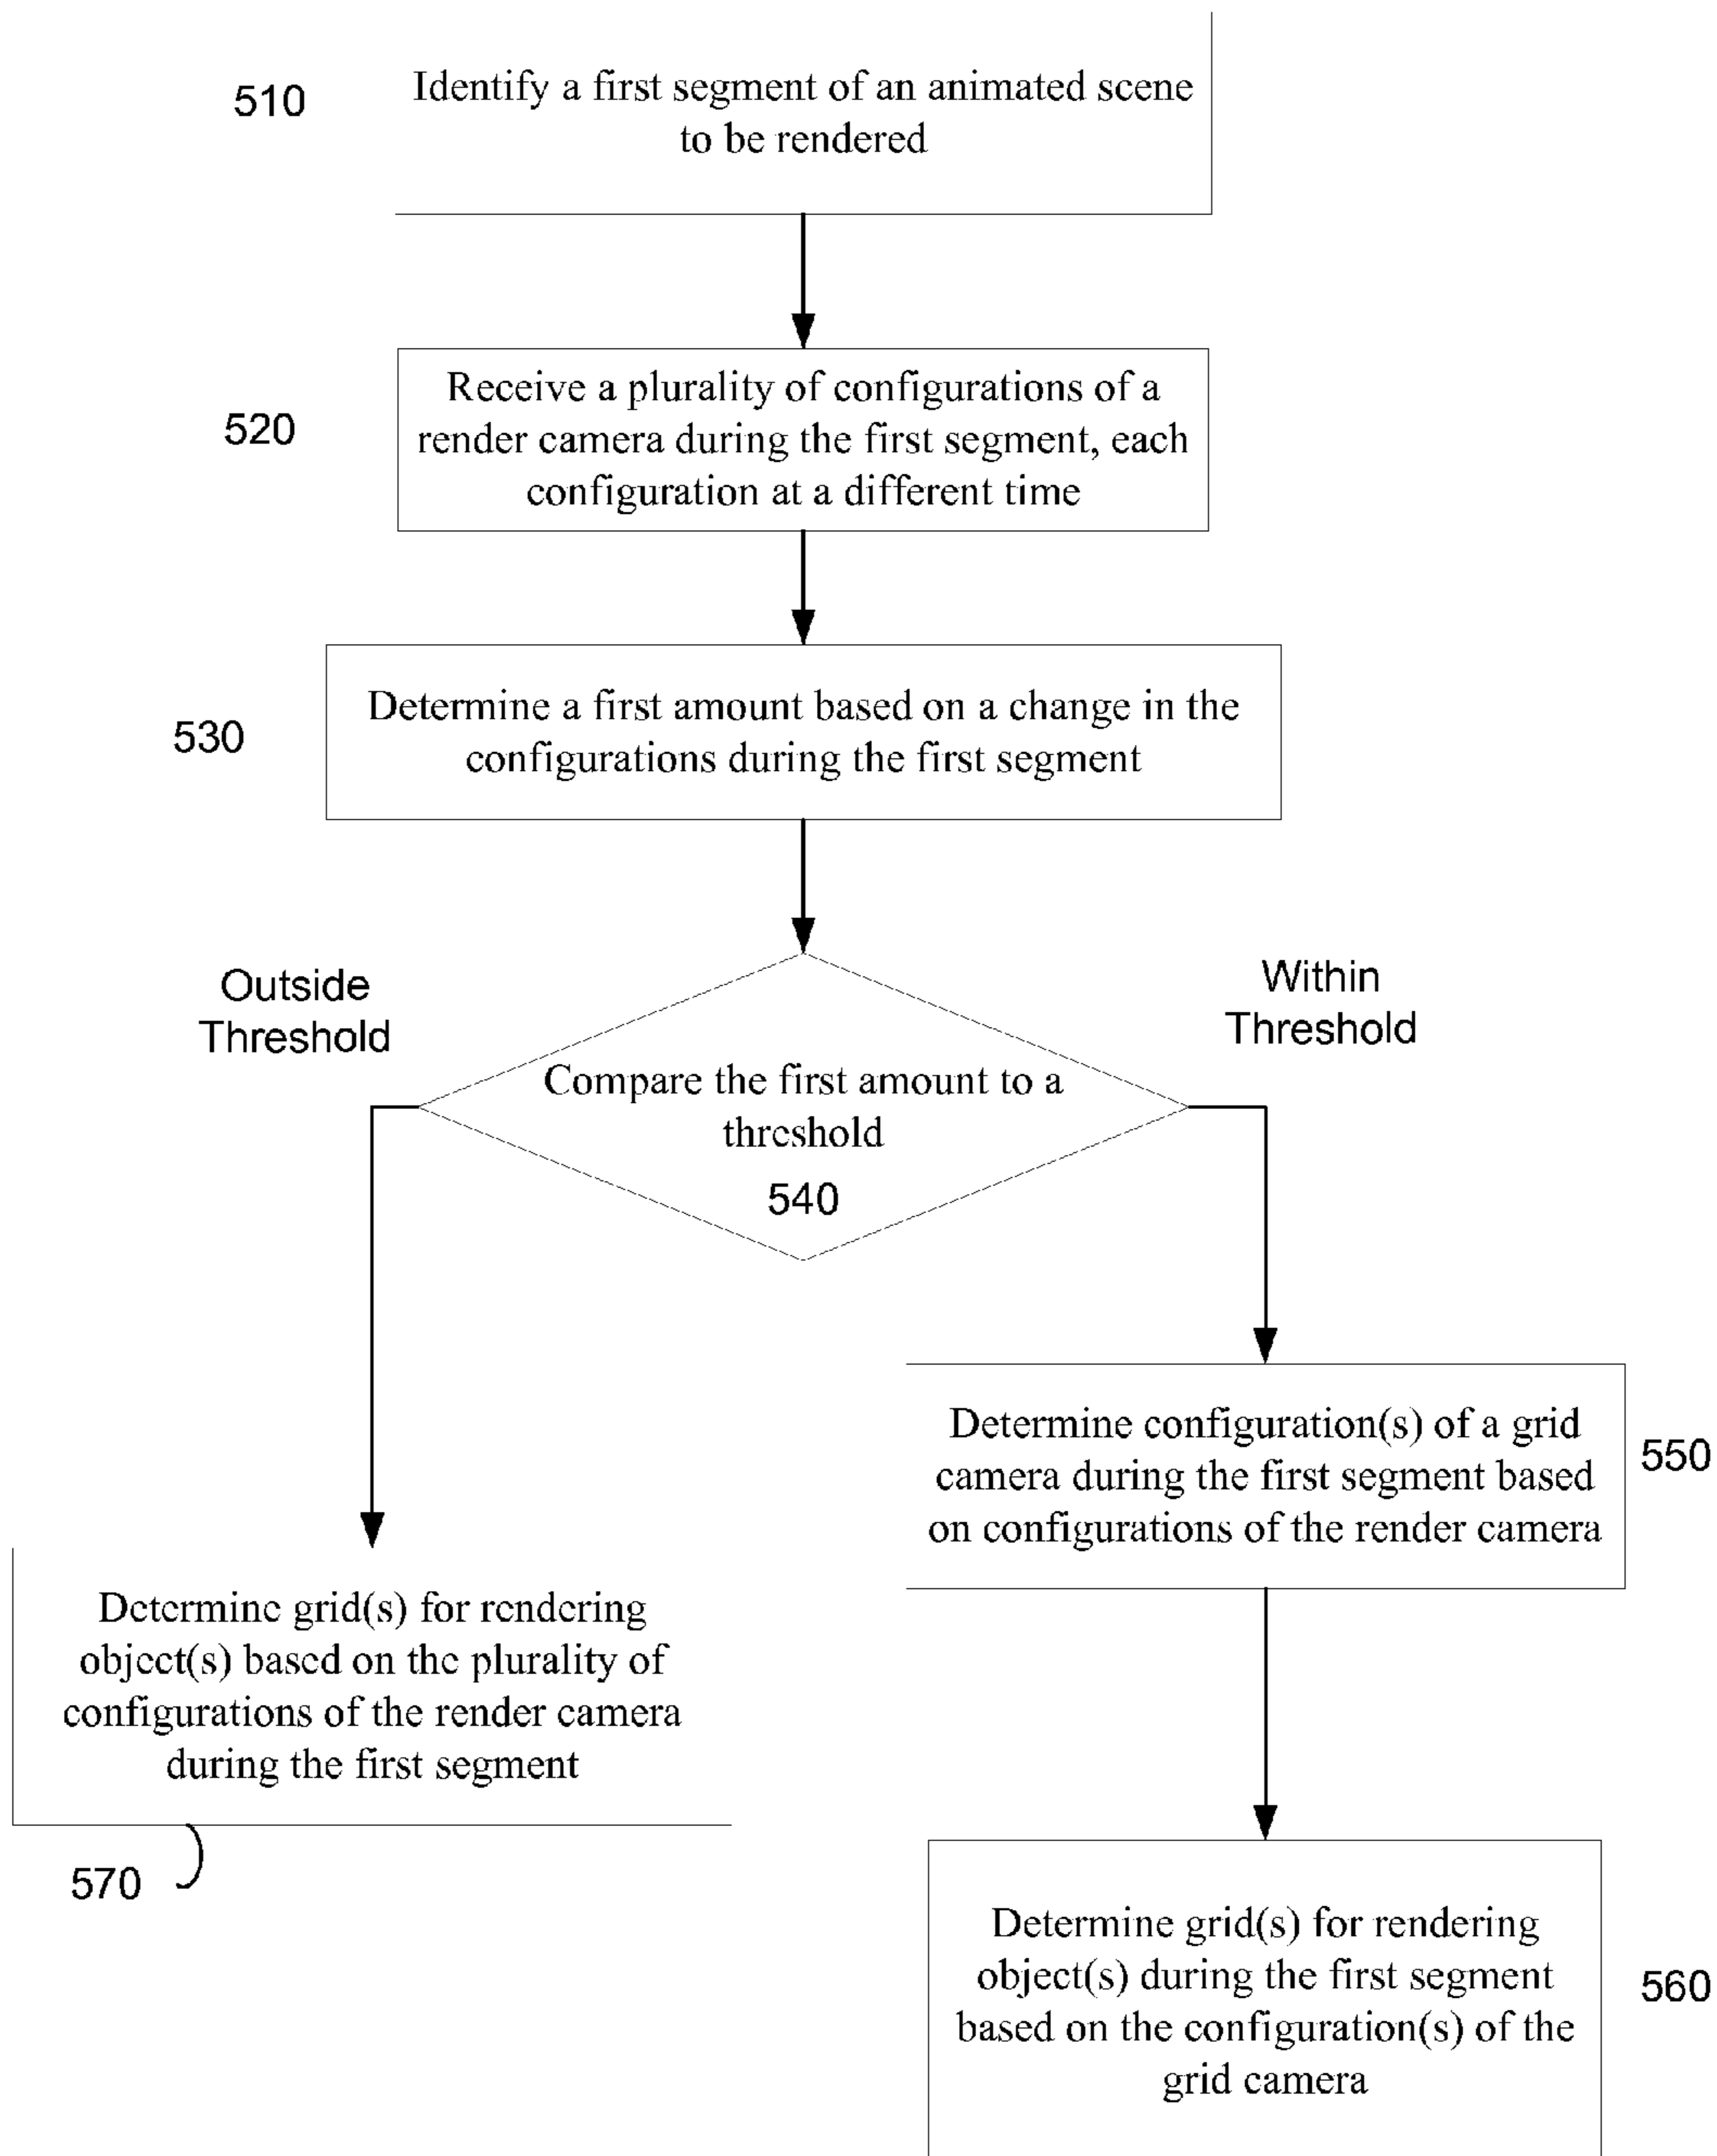 510
Identify a first segment of an animated scene
to be rendered
520
Receive a plurality of configurations of a
render camera during the first segment, each
configuration at a different time
530
Determine a first amount based on a change in the
configurations during the first segment
Outside
Threshold
Within
Threshold
Compare the first amount to a
threshold
540
Determine configuration(s) of a grid
camera during the first segment based
on configurations of the render camera
550
Determine grid(s) for rendering
object(s) based on the plurality of
configurations of the render camera
during the first segment
570
Determine grid(s) for rendering
object(s) during the first segment
based on the configuration(s) of the
grid camera
560